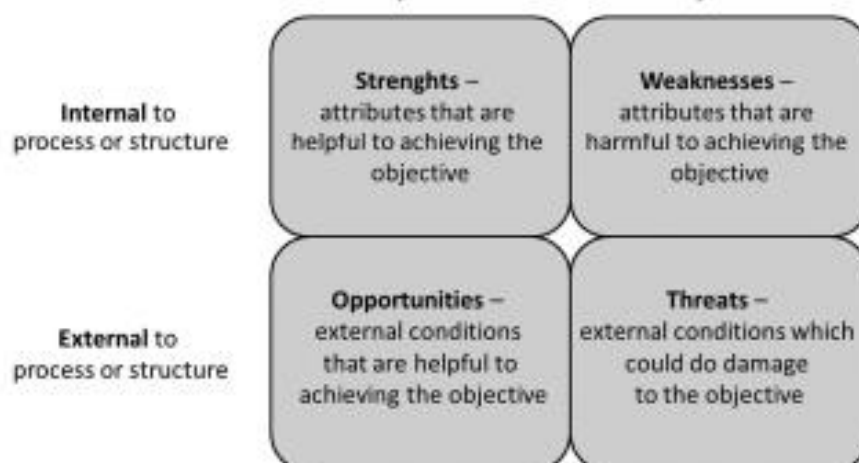 Strenghts –
attributes that are
helpful to achieving the
objective
Weaknesses –
attributes that are
harmful to achieving the
objective
Internal to
process or structure
Opportunities –
external conditions
that are helpful to
achieving the objective
Threats –
external conditions which
could do damage
to the objective
External to
process or structure